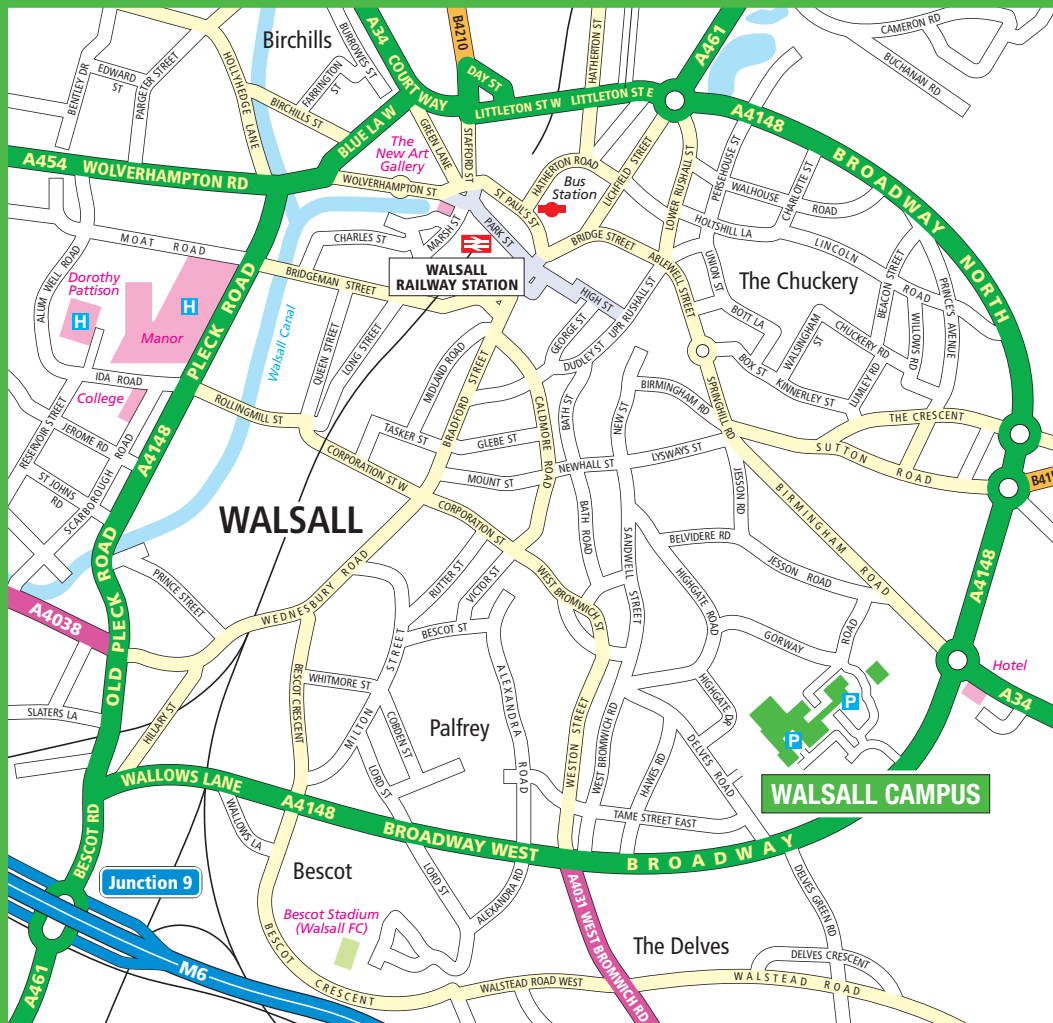 Birchills
BURROWES ST
A34
COURT WAY
B4210
DAY ST
HATHERTON ST
A461
CAMERON RD
BUCHANAN RD
BENTLEY DR
EDWARD
ST
PARGETER STREET
HOLLYHEDGE LANE
FARRINGTON
ST
BIRCHILLS ST
BLUE LA W
GREEN LANE
STAFFORD ST
LITTLETON ST W
LITTLETON ST E
A4148
BROADWAY NORTH
The
New Art
Gallery
A454
WOLVERHAMPTON RD
WOLVERHAMPTON ST
ST PAUL'S ST
HATHERTON ROAD
Bus
Station
LICHFIELD STREET
LOWER RUSHALL ST
PERSEHOUSE ST
WALHOUSE
ROAD
CHARLOTTE ST
HOLTSHILL LA
LINCOLN
ROAD
MOAT ROAD
CHARLES ST
MARSH ST
PARK ST
BRIDGE STREET
ABLEWELL STREET
UNION ST
The Chuckery
BEACON STREET
PRINCE'S AVENUE
WALSALL
RAILWAY STATION
ALUM WELL ROAD
Dorothy
Pattison
H
H
Manor
PLECK ROAD
BRIDGEMAN STREET
Walsall Canal
HIGH ST
GEORGE ST
UPR RUSHALL ST
DUDLEY ST
BOTT LA
WALSINGHAM
ST
CHUCKERY RD
WILLOWS RD
BOX ST
KINNERLEY ST
LUMLEY RD
IDA ROAD
College
QUEEN STREET
LONG STREET
MIDLAND ROAD
BRADFORD STREET
CALDMORE ROAD
BATH ST
NEW ST
BIRMINGHAM RD
SPRINGHILL RD
THE CRESCENT
SUTTON ROAD
RESERVOIR STREET
JEROME RD
ROLLINGMILL ST
TASKER ST
GLEBE ST
A4148
ST JOHNS
RD
SCARBOROUGH ROAD
CORPORATION ST W
MOUNT ST
NEWHALL ST
LYSWAYS ST
JESSON RD
BIRMINGHAM ROAD
WALSALL
CORPORATION ST
BATH ROAD
SANDWELL STREET
BELVIDERE RD
JESSON ROAD
A4148
OLD PLECK ROAD
PRINCE STREET
A4038
WEDNESBURY ROAD
RUTTER ST
VICTOR ST
WEST BROMWICH ST
HIGHGATE ROAD
GORWAY
ROAD
BESCOT ST
Hotel
A34
SLATERS LA
HILLARY ST
BESCOT CRESCENT
WHITMORE ST
MILTON STREET
COBDEN ST
Palfrey
ALEXANDRA
ROAD
WESTON STREET
WEST BROMWICH RD
HIGHGATE DR
P
P
DELVES ROAD
HAWES RD
WALSALL CAMPUS
LORD ST
WALLOWS LANE
A4148
BROADWAY WEST
TAME STREET EAST
BROADWAY
BESCOT RD
WALLOWS LA
Junction 9
Bescot
LORD ST
ALEXANDRA RD
A4031 WEST BROMWICH RD
DELVES GREEN RD
Bescot Stadium
(Walsall FC)
The Delves
DELVES CRESCENT
M6
A461
BESCOT
CRESCENT
WALSTEAD ROAD WEST
WALSTEAD ROAD